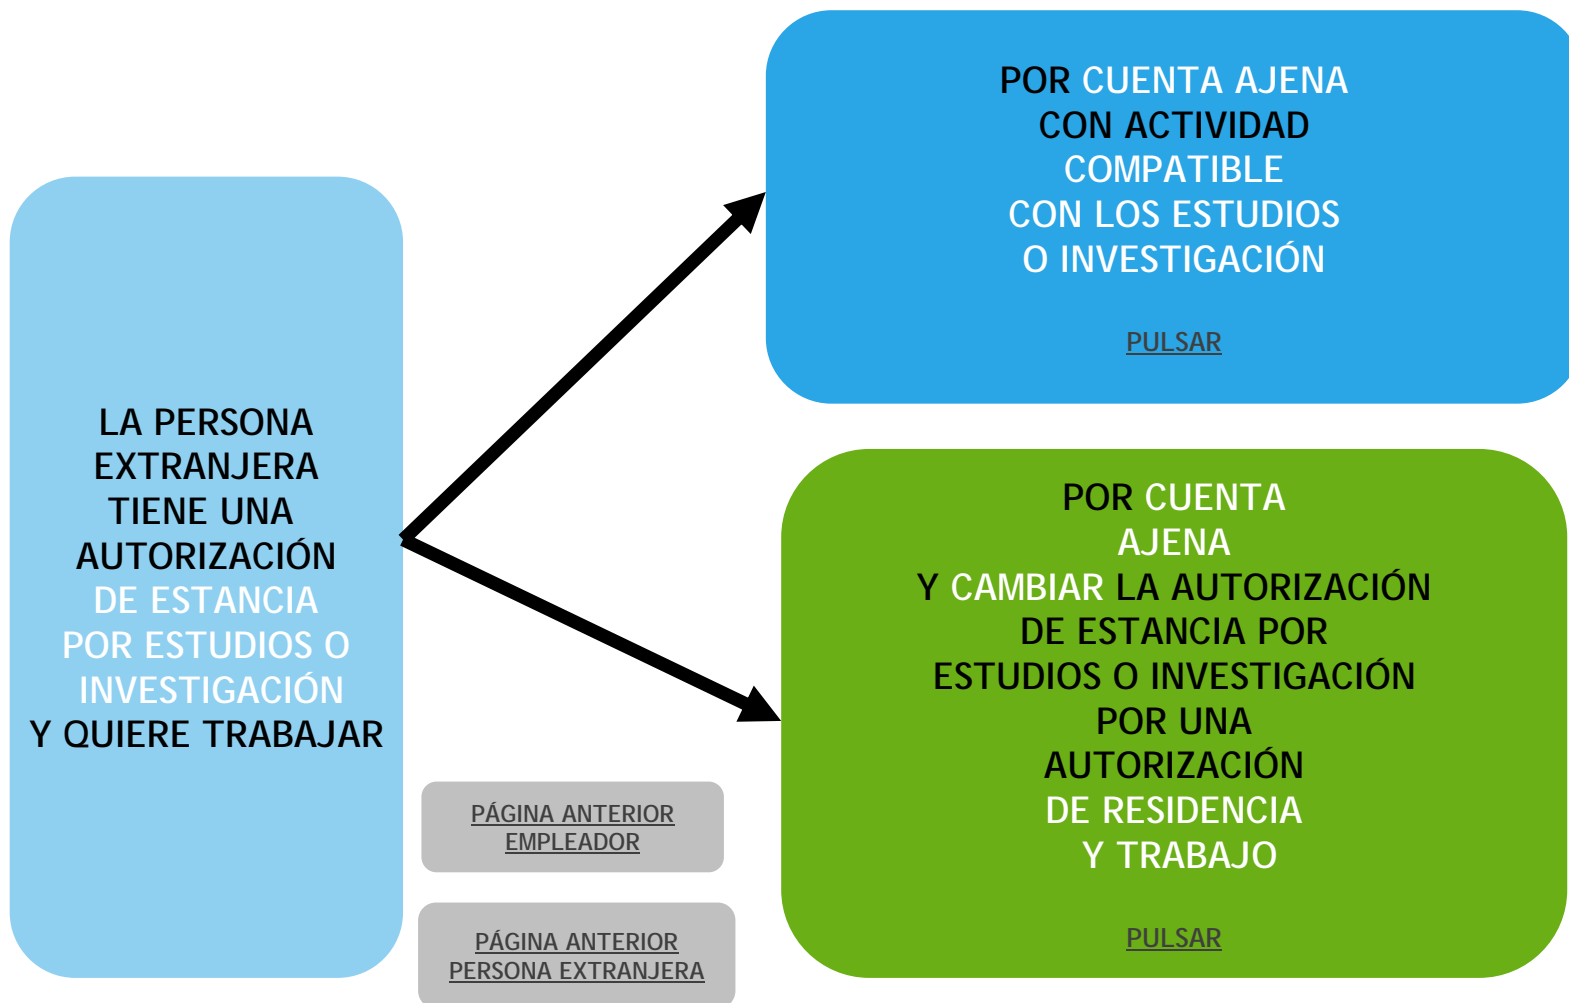 LA PERSONA
EXTRANJERA
TIENE UNA
AUTORIZACIÓN
DE ESTANCIA
POR ESTUDIOS O
INVESTIGACIÓN
Y QUIERE TRABAJAR
POR CUENTA AJENA
CON ACTIVIDAD
COMPATIBLE
CON LOS ESTUDIOS
O INVESTIGACIÓN
PULSAR
POR CUENTA
AJENA
Y CAMBIAR LA AUTORIZACIÓN
DE ESTANCIA POR
ESTUDIOS O INVESTIGACIÓN
POR UNA
AUTORIZACIÓN
DE RESIDENCIA
Y TRABAJO
PULSAR
PÁGINA ANTERIOR
EMPLEADOR
PÁGINA ANTERIOR
PERSONA EXTRANJERA